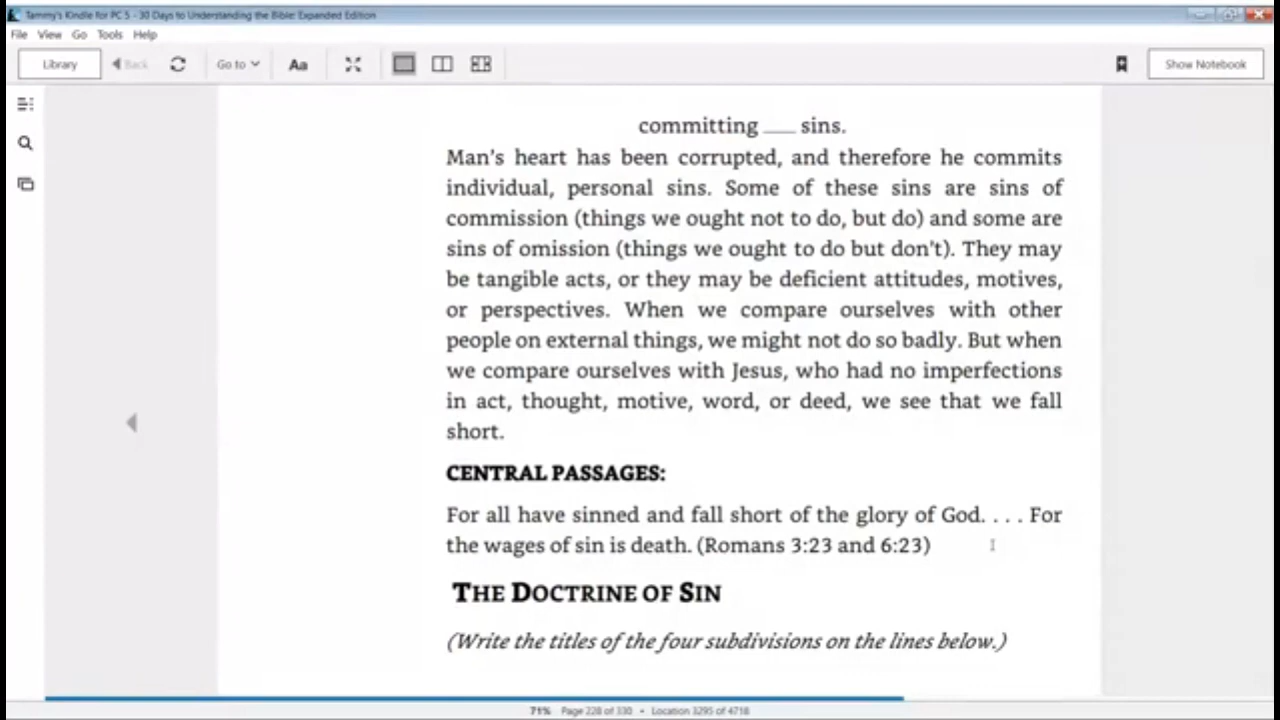 Tammy's Kindle for PC 5 - 30 Days to Understanding the Bible: Expanded Edition
File View Go Tools Help
Library Back Go to Aa Show Notebook
committing ___ sins.
Man's heart has been corrupted, and therefore he commits
individual, personal sins. Some of these sins are sins of
commission (things we ought not to do, but do) and some are
sins of omission (things we ought to do but don't). They may
be tangible acts, or they may be deficient attitudes, motives,
or perspectives. When we compare ourselves with other
people on external things, we might not do so badly. But when
we compare ourselves with Jesus, who had no imperfections
in act, thought, motive, word, or deed, we see that we fall
short.
CENTRAL PASSAGES:
For all have sinned and fall short of the glory of God. . . . For
the wages of sin is death. (Romans 3:23 and 6:23)
THE DOCTRINE OF SIN
(Write the titles of the four subdivisions on the lines below.)
71% Page 228 of 330 • Location 3295 of 4718